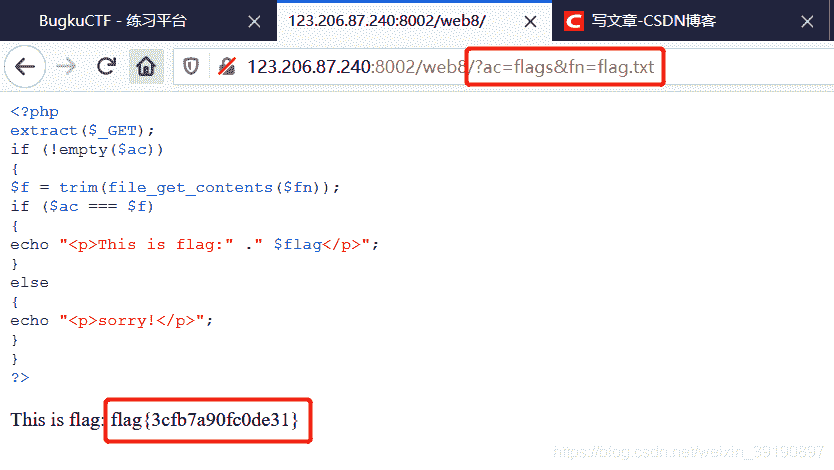 BugkuCTF - 练习平台
123.206.87.240:8002/web8/
写文章-CSDN博客
123.206.87.240:8002/web8/?ac=flags&fn=flag.txt
<?php
extract($_GET);
if (!empty($ac))
{
$f = trim(file_get_contents($fn));
if ($ac === $f)
{
echo "<p>This is flag:" ." $flag</p>";
}
else
{
echo "<p>sorry!</p>";
}
}
?>
This is flag: flag{3cfb7a90fc0de31}
https://blog.csdn.net/weixin_39190897